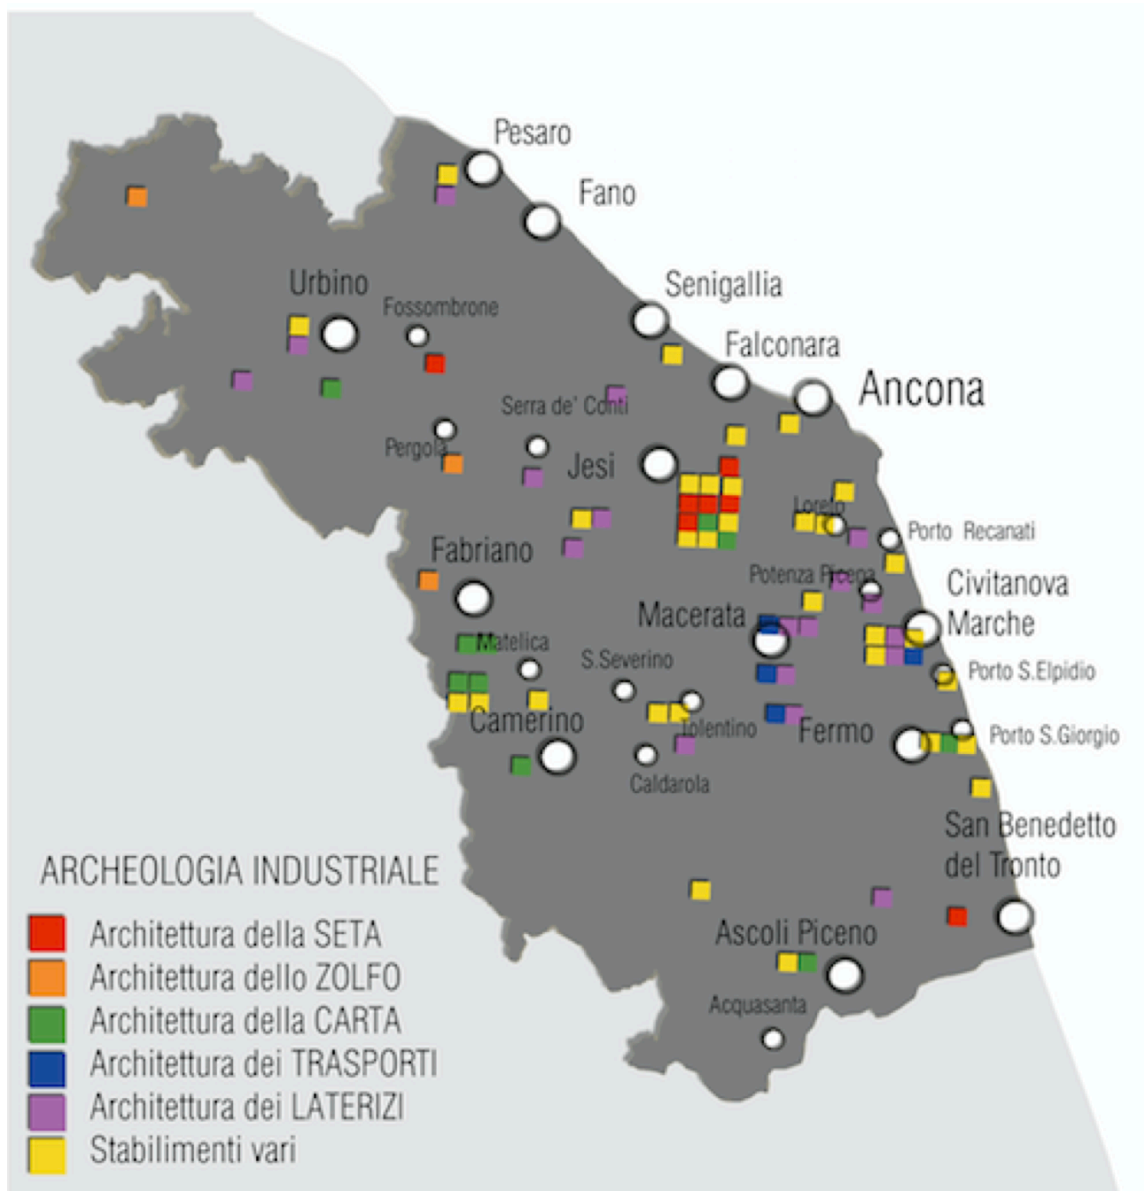 Pesaro
Fano
Urbino
Senigallia
Fossombrone
Falconara
Ancona
Serra de' Conti
Pergola
Jesi
Loreto
Porto Recanati
Fabriano
Potenza Picena
Civitanova
Marche
Macerata
Matelica
S.Severino
Porto S.Elpidio
Camerino
Tolentino
Fermo
Porto S.Giorgio
Caldarola
San Benedetto
del Tronto
ARCHEOLOGIA INDUSTRIALE
Architettura della SETA
Ascoli Piceno
Architettura dello ZOLFO
Acquasanta
Architettura della CARTA
Architettura dei TRASPORTI
Architettura dei LATERIZI
Stabilimenti vari